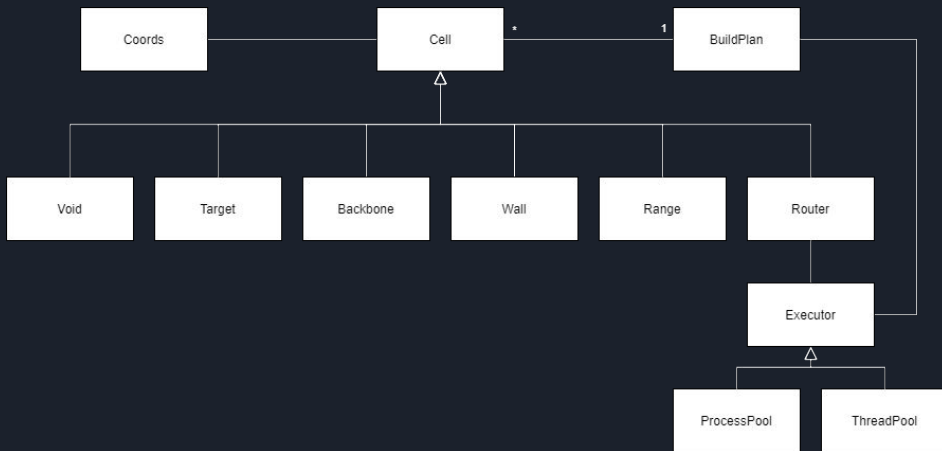 Coords
Cell
*
1
BuildPlan
Void
Target
Backbone
Wall
Range
Router
Executor
ProcessPool
ThreadPool